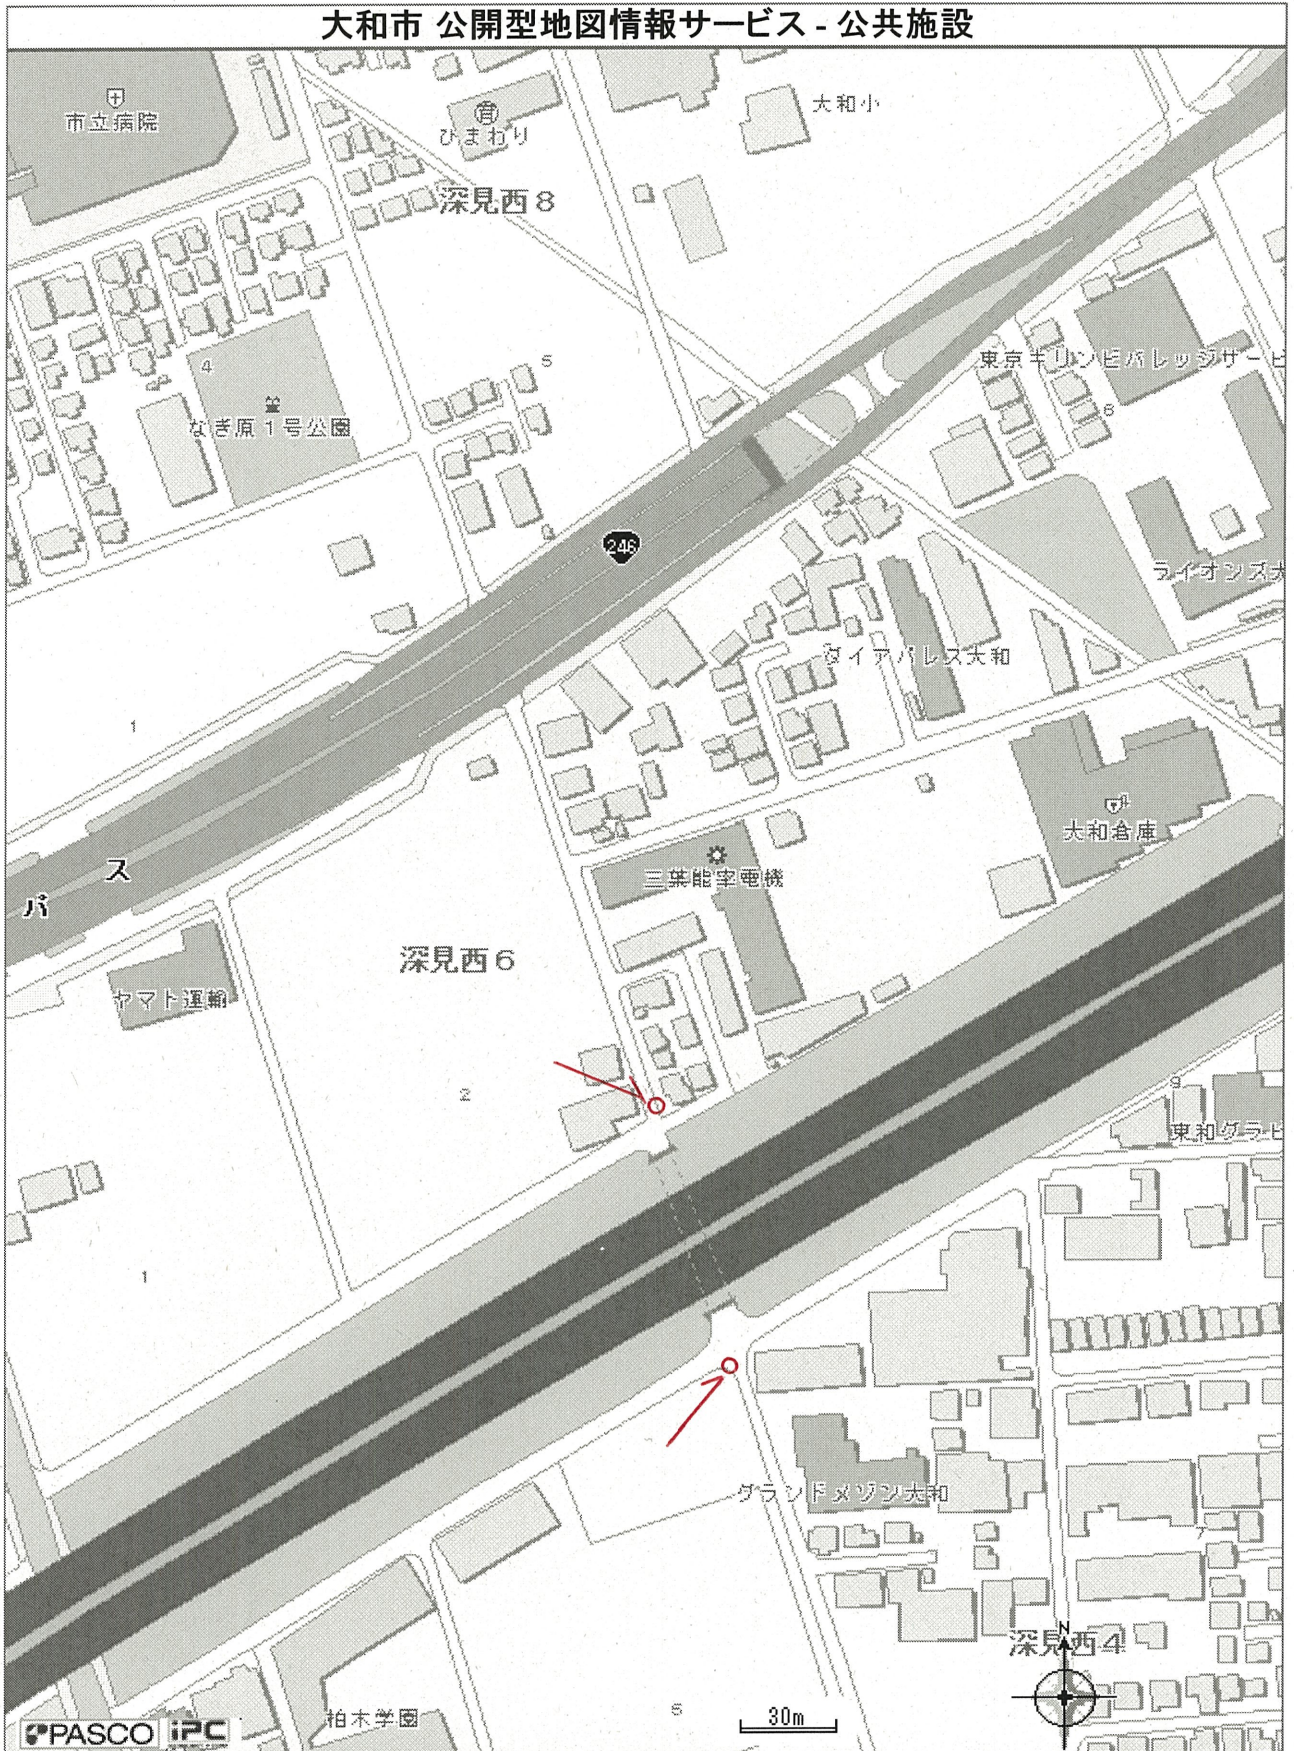 大和市 公開型地図情報サービス - 公共施設
市立病院
ひまわり
大和小
深見西8
東京キリンビバレッジサービ
4
5
8
なぎ原1号公園
246
ライオンズ大
ダイアパレス大和
1
大和倉庫
三葉能率電機
バス
深見西6
ヤマト運輸
2
9
東和グラビ
1
グランドメゾン大和
7
深見西4
N
柏木学園
6
30m
PASCO iPC